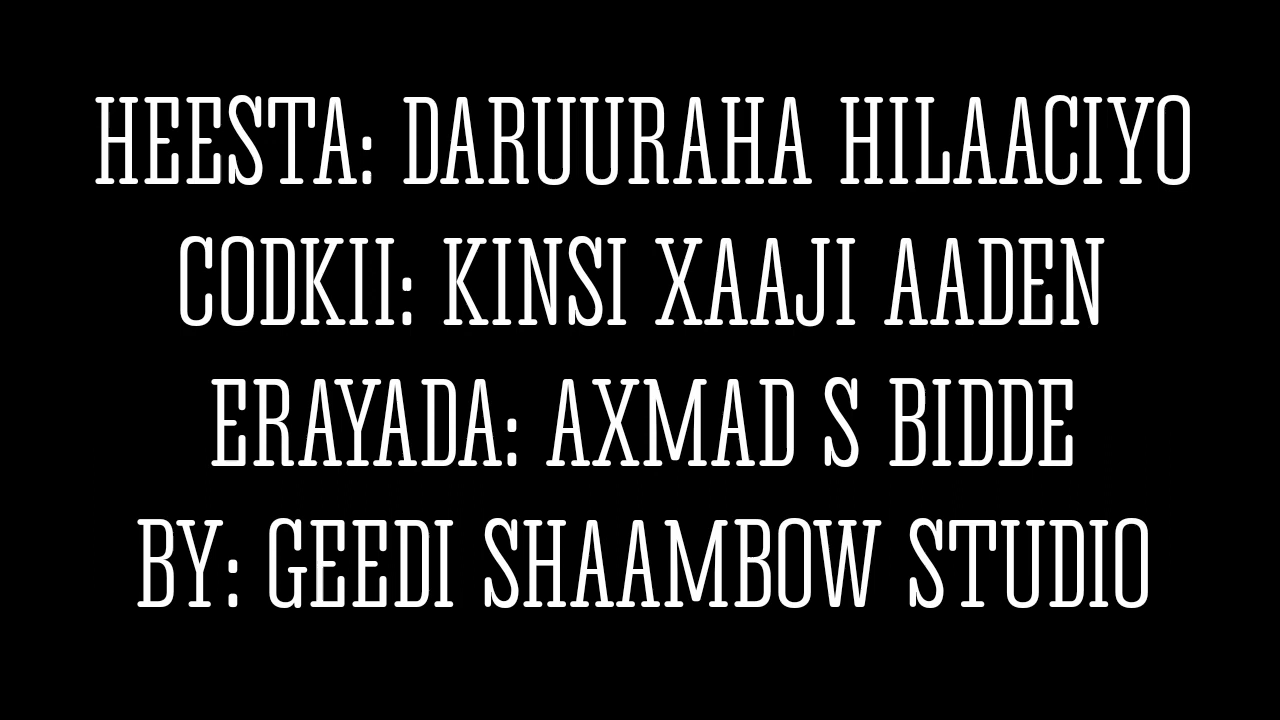 HEESTA: DARUURAHA HILAACIYO
CODKII: KINSI XAAJI AADEN
ERAYADA: AXMAD S BIDDE
BY: GEEDI SHAAMBOW STUDIO